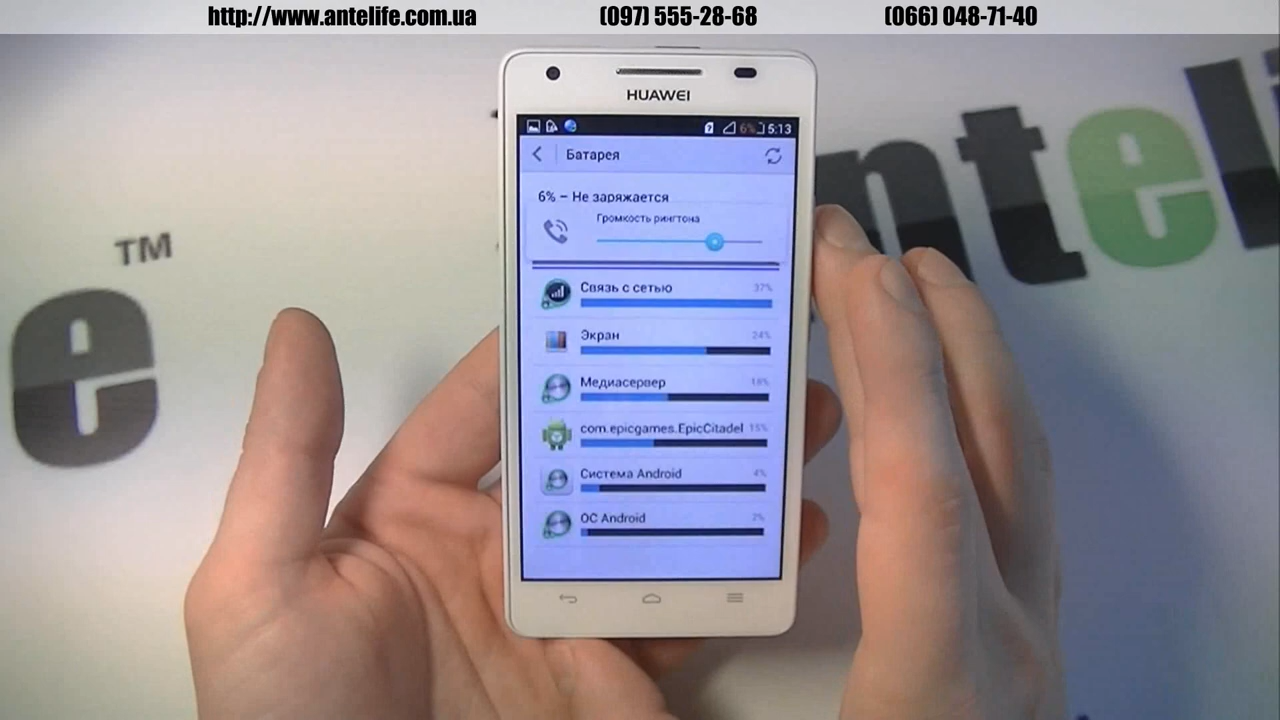 http://www.antelife.com.ua (097) 555-28-68 (066) 048-71-40
HUAWEI
6% 5:13
Батарея
6% – Не заряжается
Громкость рингтона
Связь с сетью 37%
Экран 24%
Медиасервер
com.epicgames.EpicCitadel 15%
Система Android 4%
ОС Android 2%
e TM antel